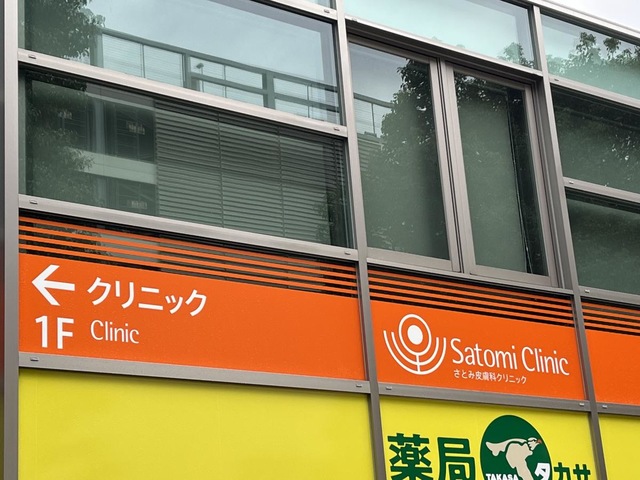 ← クリニック
1F Clinic
Satomi Clinic
さとみ皮膚科クリニック
薬局
TAKASA
タカサ